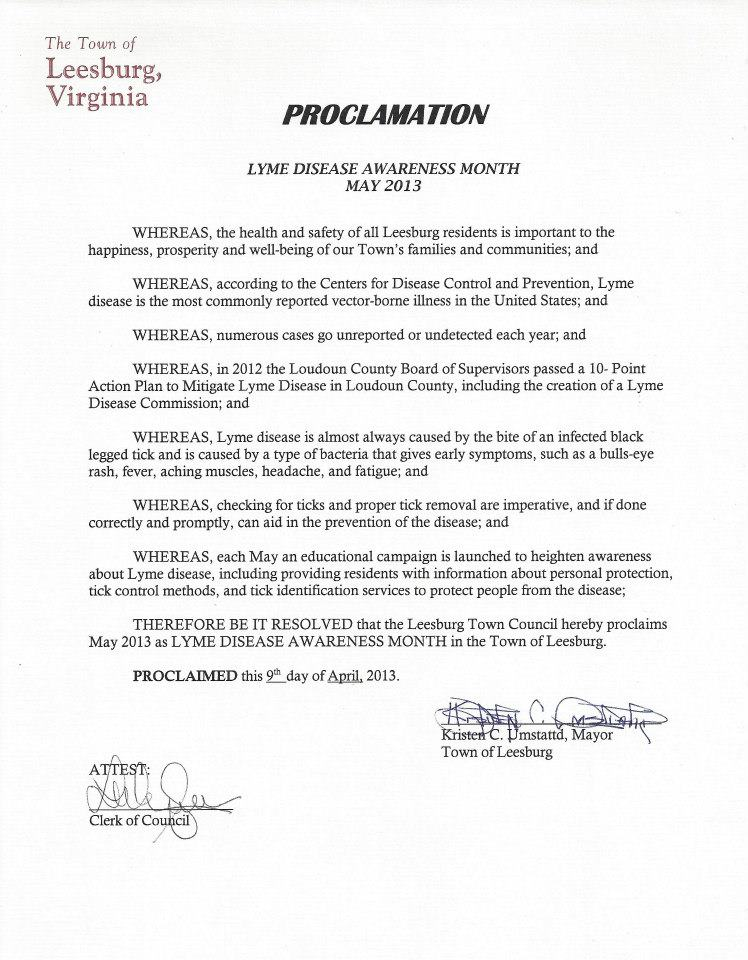 The Town of
Leesburg,
Virginia
PROCLAMATION
LYME DISEASE AWARENESS MONTH
MAY 2013
WHEREAS, the health and safety of all Leesburg residents is important to the
happiness, prosperity and well-being of our Town's families and communities; and
WHEREAS, according to the Centers for Disease Control and Prevention, Lyme
disease is the most commonly reported vector-borne illness in the United States; and
WHEREAS, numerous cases go unreported or undetected each year; and
WHEREAS, in 2012 the Loudoun County Board of Supervisors passed a 10- Point
Action Plan to Mitigate Lyme Disease in Loudoun County, including the creation of a Lyme
Disease Commission; and
WHEREAS, Lyme disease is almost always caused by the bite of an infected black
legged tick and is caused by a type of bacteria that gives early symptoms, such as a bulls-eye
rash, fever, aching muscles, headache, and fatigue; and
WHEREAS, checking for ticks and proper tick removal are imperative, and if done
correctly and promptly, can aid in the prevention of the disease; and
WHEREAS, each May an educational campaign is launched to heighten awareness
about Lyme disease, including providing residents with information about personal protection,
tick control methods, and tick identification services to protect people from the disease;
THEREFORE BE IT RESOLVED that the Leesburg Town Council hereby proclaims
May 2013 as LYME DISEASE AWARENESS MONTH in the Town of Leesburg.
PROCLAIMED this 9th day of April, 2013.
Kristen C. Umstattd, Mayor
Town of Leesburg
ATTEST:
Clerk of Council